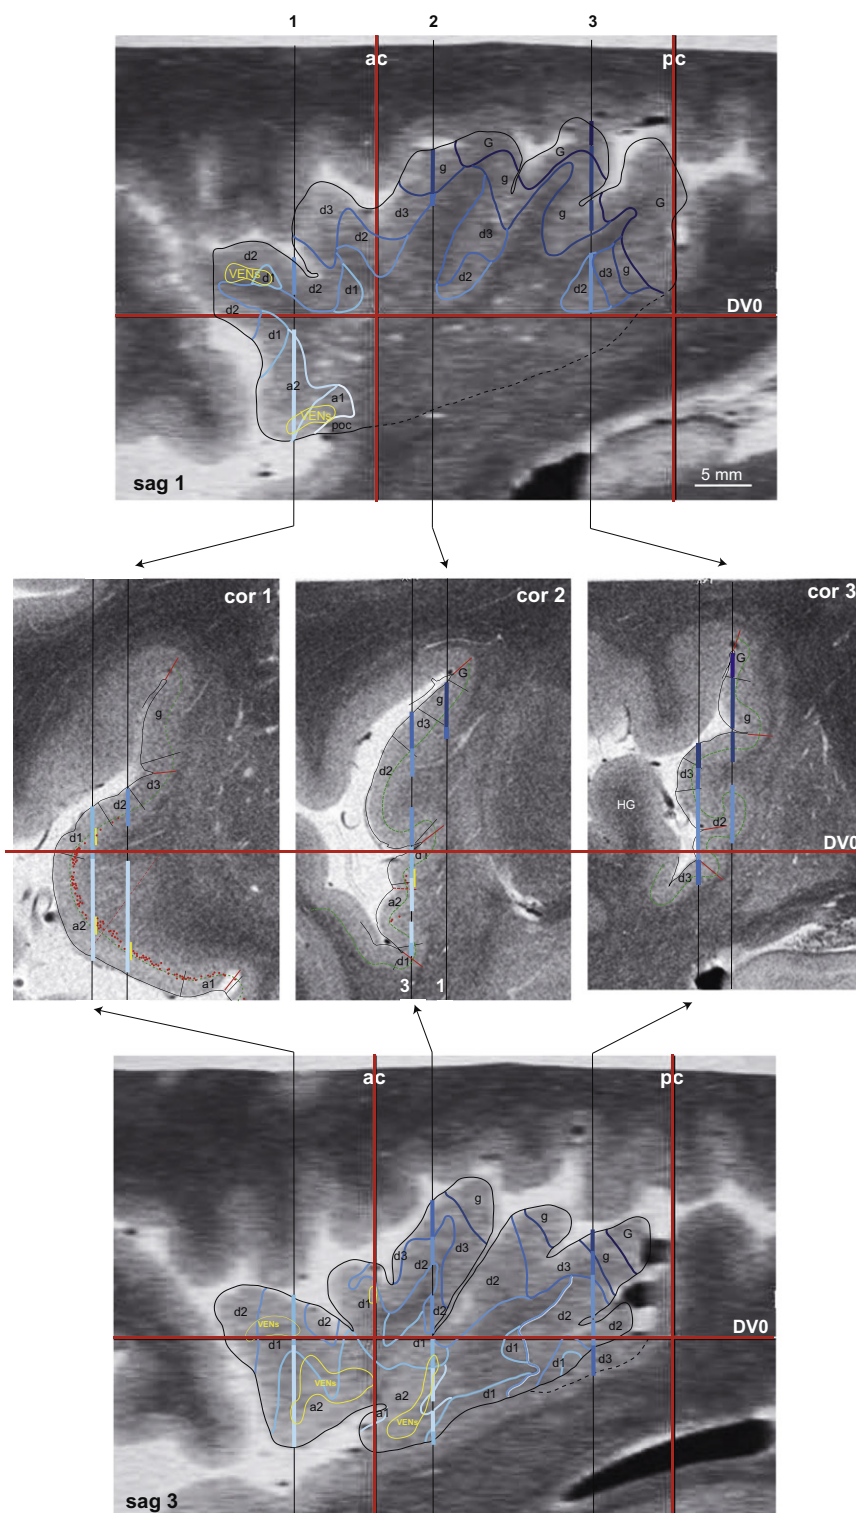 1 2 3
ac pc
G G
g g G
d3 d3 g
d2 d3
d2
VENs d1 d2 d1 d2 d2 d3 g
DV0
d2
d1
a2
a1
VENs
poc
5 mm
sag 1
cor 1 cor 2 cor 3
g G G
g g
d3 d3 d3
d2 d2
HG
d1 d2
DV0
d1
d3
a2 a2
d1
a1
3 1
ac pc
g
g G
d3 d3 g
d2 d2 d3
d1
d2 d2
VENs d2 d2 d2
DV0
d1 d1 d1
d1 d3
VENs
a2 d1
a2
a1
VENs
sag 3